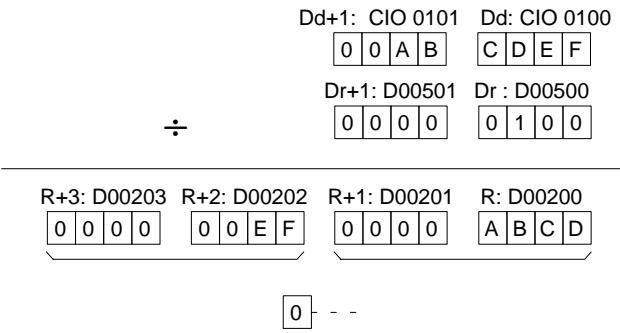 Dd+1: CIO 0101 Dd: CIO 0100
0 0 A B C D E F
Dr+1: D00501 Dr : D00500
÷ 0 0 0 0 0 1 0 0
R+3: D00203 R+2: D00202 R+1: D00201 R: D00200
0 0 0 0 0 0 E F 0 0 0 0 A B C D
0 - - -